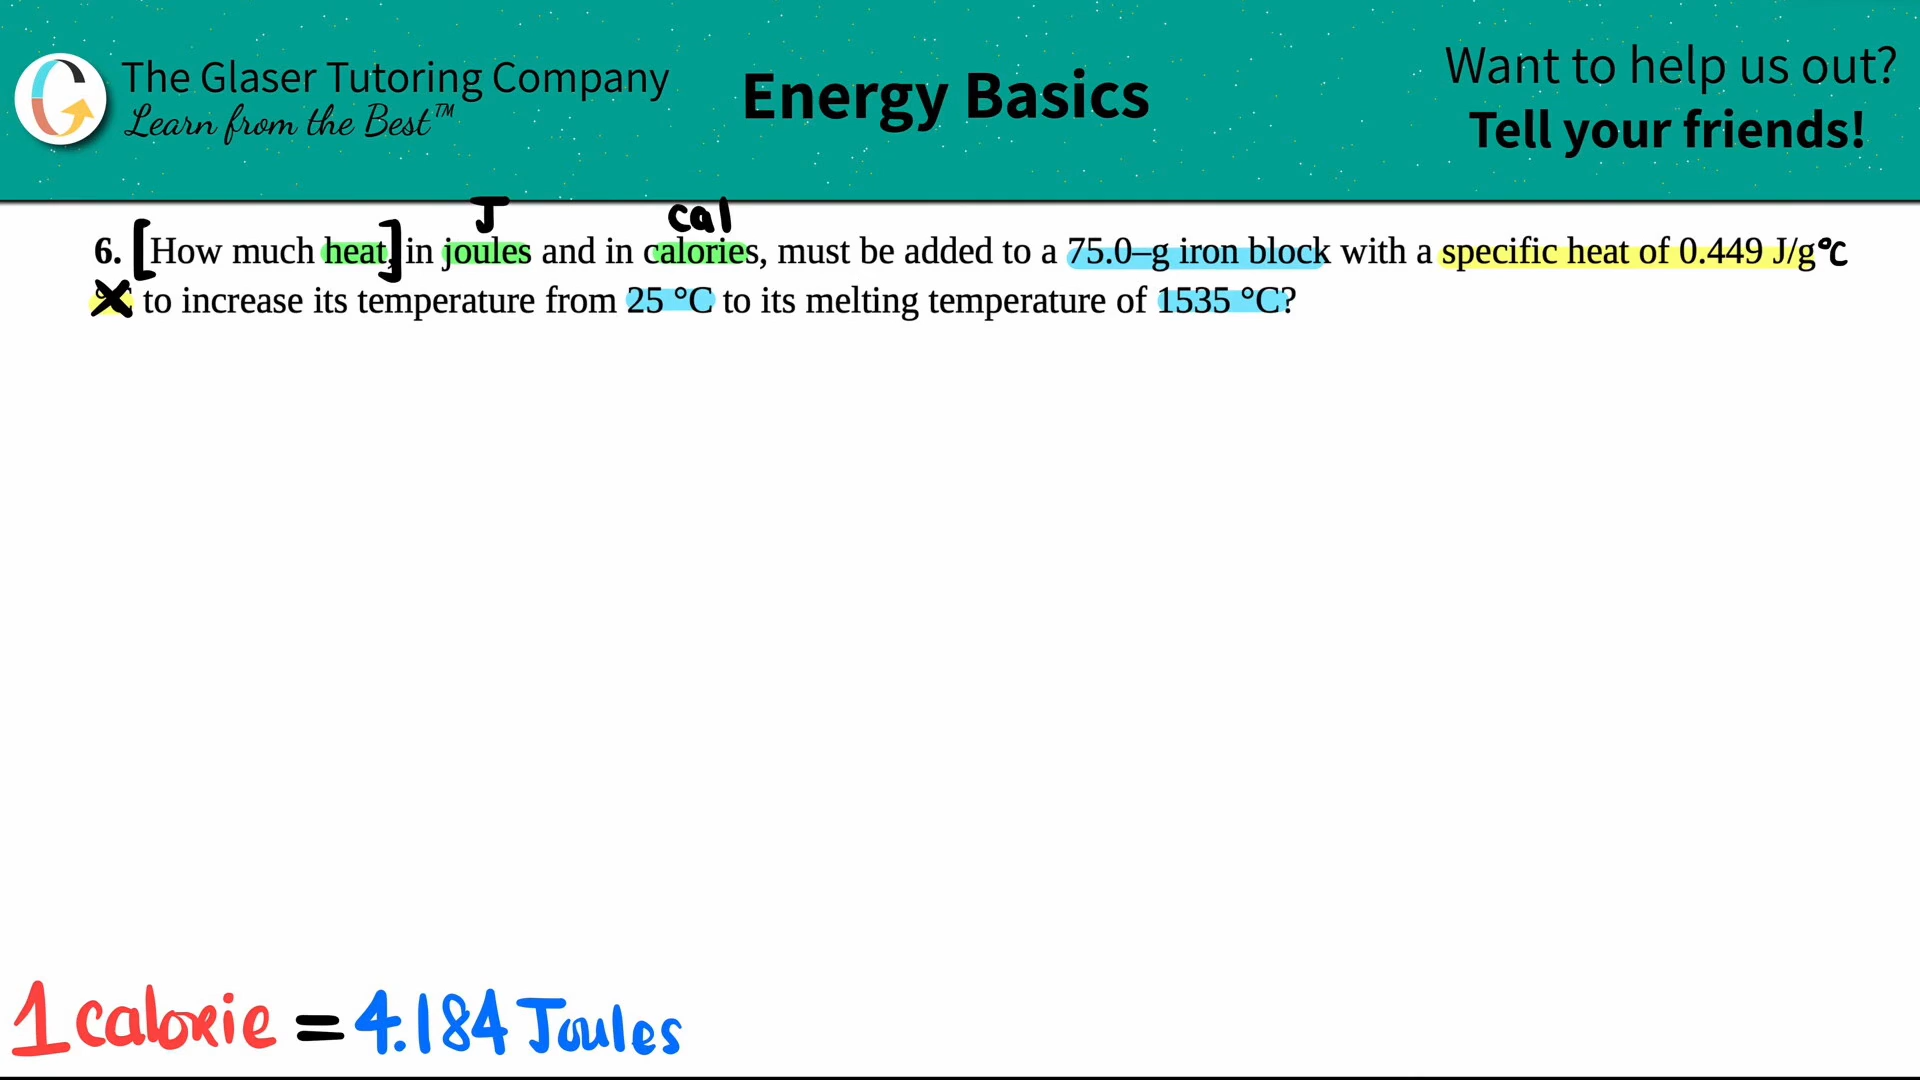 The Glaser Tutoring Company
Learn from the Best™
Energy Basics
Want to help us out?
Tell your friends!
J cal
6. [How much heat,] in joules and in calories, must be added to a 75.0–g iron block with a specific heat of 0.449 J/g°C
to increase its temperature from 25 °C to its melting temperature of 1535 °C?
1 calorie = 4.184 Joules